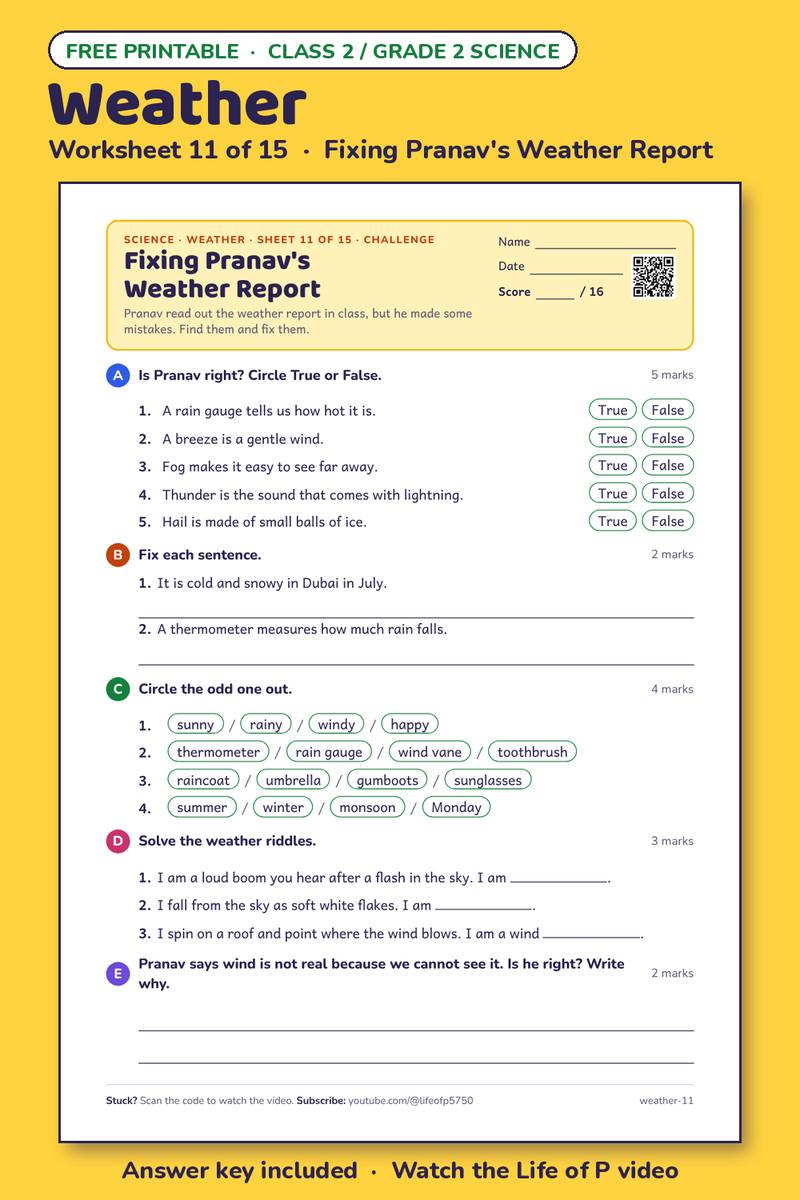 FREE PRINTABLE · CLASS 2 / GRADE 2 SCIENCE
Weather
Worksheet 11 of 15 · Fixing Pranav's Weather Report
SCIENCE · WEATHER · SHEET 11 OF 15 · CHALLENGE
Fixing Pranav's
Weather Report
Pranav read out the weather report in class, but he made some
mistakes. Find them and fix them.
Name
Date
Score / 16
A Is Pranav right? Circle True or False. 5 marks
1. A rain gauge tells us how hot it is. True False
2. A breeze is a gentle wind. True False
3. Fog makes it easy to see far away. True False
4. Thunder is the sound that comes with lightning. True False
5. Hail is made of small balls of ice. True False
B Fix each sentence. 2 marks
1. It is cold and snowy in Dubai in July.
2. A thermometer measures how much rain falls.
C Circle the odd one out. 4 marks
1. sunny / rainy / windy / happy
2. thermometer / rain gauge / wind vane / toothbrush
3. raincoat / umbrella / gumboots / sunglasses
4. summer / winter / monsoon / Monday
D Solve the weather riddles. 3 marks
1. I am a loud boom you hear after a flash in the sky. I am ____________.
2. I fall from the sky as soft white flakes. I am ____________.
3. I spin on a roof and point where the wind blows. I am a wind ____________.
E Pranav says wind is not real because we cannot see it. Is he right? Write
why. 2 marks
Stuck? Scan the code to watch the video. Subscribe: youtube.com/@lifeofp5750 weather-11
Answer key included · Watch the Life of P video